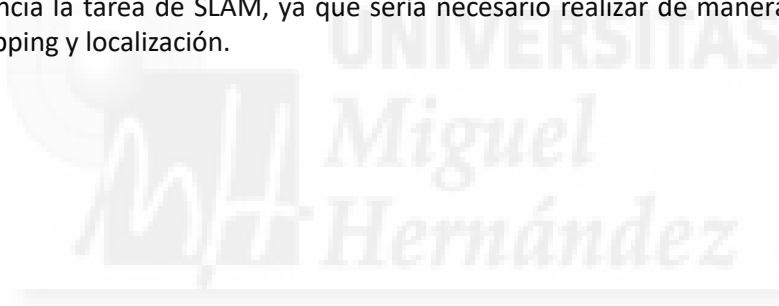 ncia la tarea de SLAM, ya que sería necesario realizar de manera
pping y localización.
UNIVERSITAS
Miguel
Hernández